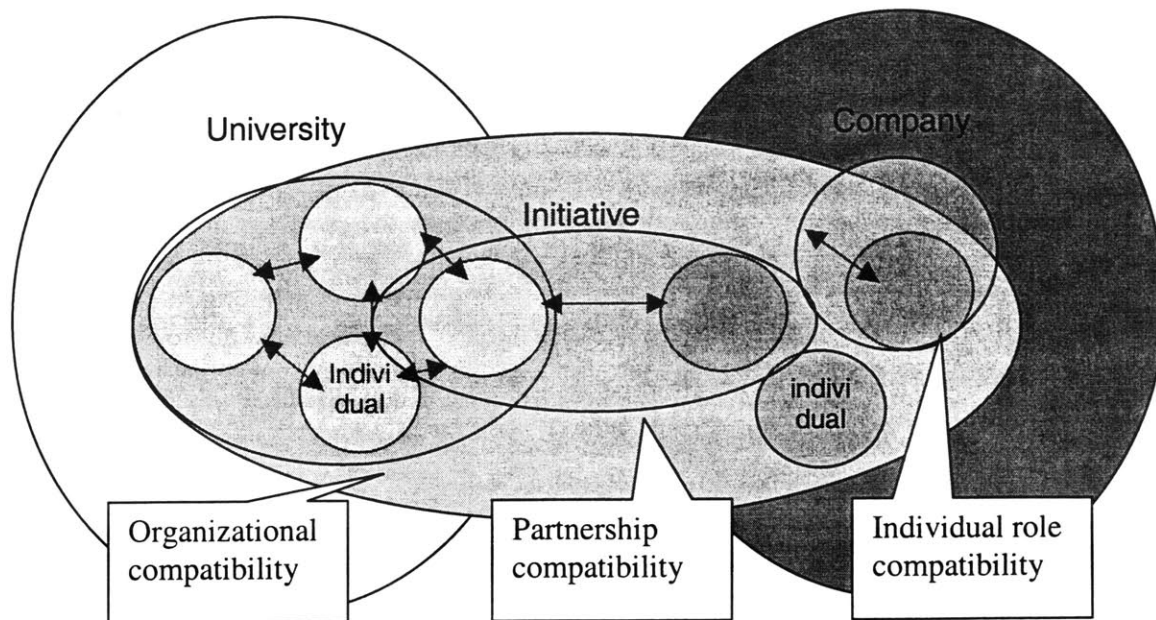 University
Company
Initiative
Indivi
dual
indivi
dual
Organizational
compatibility
Partnership
compatibility
Individual role
compatibility